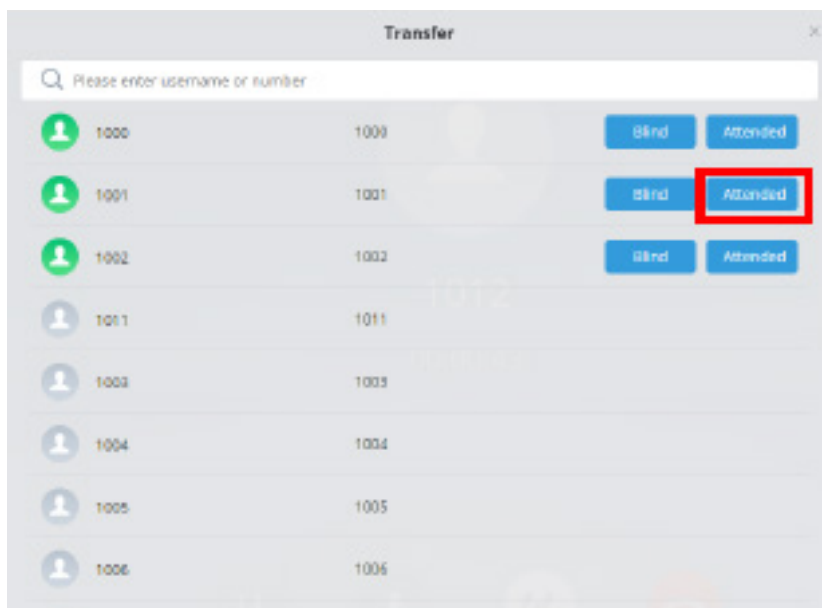 Transfer
Please enter username or number
1000 1000 Blind Attended
1001 1001 Blind Attended
1002 1002 Blind Attended
1012
1011 1011
1003 1003
1004 1004
1005 1005
1006 1006